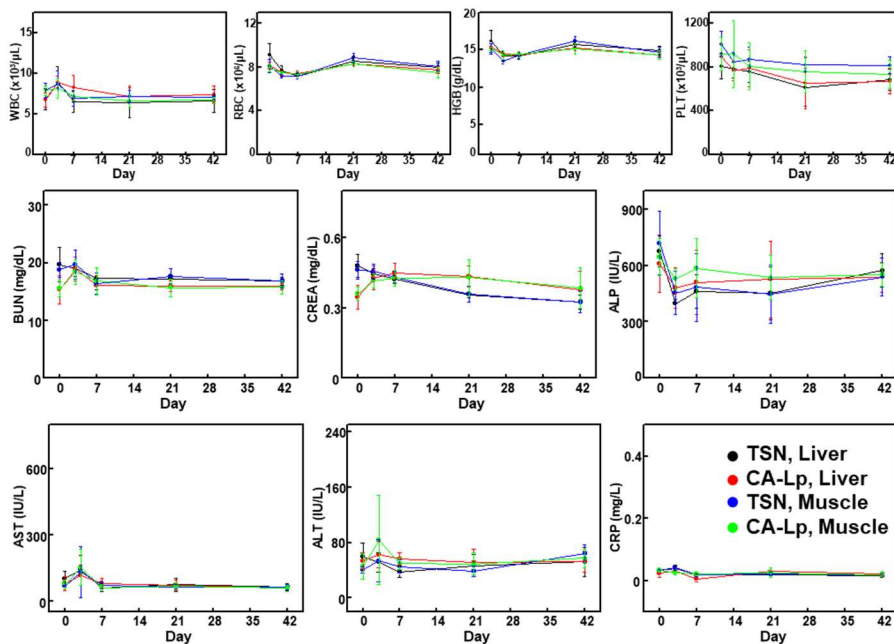 WBC (x10³/µL)
10
5
0
0 7 14 21 28 35 42
Day
RBC (x10⁶/µL)
12
8
4
0
0 7 14 21 28 35 42
Day
HGB (g/dL)
20
15
10
5
0
0 7 14 21 28 35 42
Day
PLT (x10³/µL)
1200
800
400
0
0 7 14 21 28 35 42
Day
BUN (mg/dL)
30
20
10
0
0 7 14 21 28 35 42
Day
CREA (mg/dL)
0.6
0.3
0
0 7 14 21 28 35 42
Day
ALP (IU/L)
900
600
300
0
0 7 14 21 28 35 42
Day
AST (IU/L)
600
300
0
0 7 14 21 28 35 42
Day
ALT (IU/L)
240
160
80
0
0 7 14 21 28 35 42
Day
CRP (mg/L)
0.4
0.2
0
0 7 14 21 28 35 42
Day
TSN, Liver
CA-Lp, Liver
TSN, Muscle
CA-Lp, Muscle